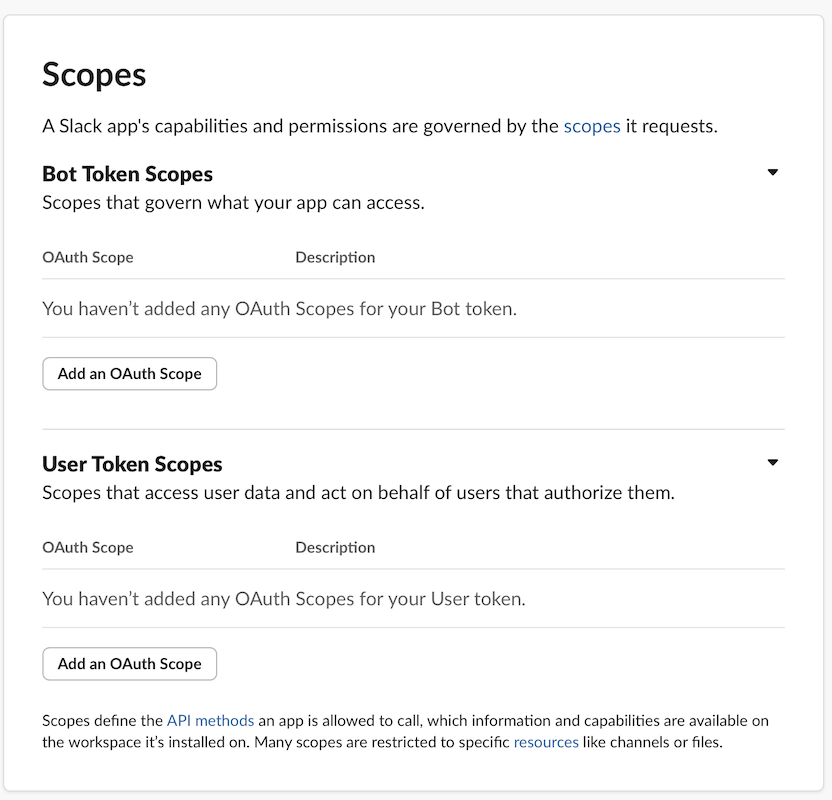 Scopes
A Slack app's capabilities and permissions are governed by the scopes it requests.
Bot Token Scopes
Scopes that govern what your app can access.
OAuth Scope Description
You haven’t added any OAuth Scopes for your Bot token.
Add an OAuth Scope
User Token Scopes
Scopes that access user data and act on behalf of users that authorize them.
OAuth Scope Description
You haven’t added any OAuth Scopes for your User token.
Add an OAuth Scope
Scopes define the API methods an app is allowed to call, which information and capabilities are available on
the workspace it’s installed on. Many scopes are restricted to specific resources like channels or files.